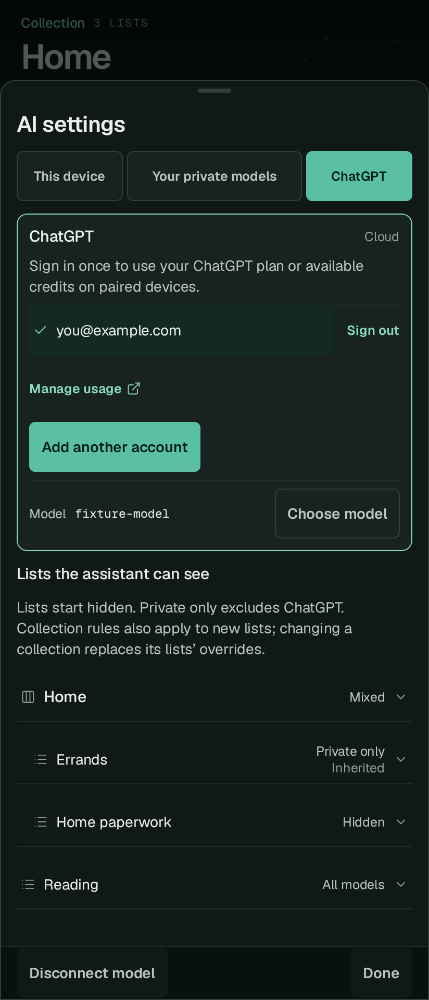 Collection 3 LISTS
Home
AI settings
This device
Your private models
ChatGPT
ChatGPT
Cloud
Sign in once to use your ChatGPT plan or available
credits on paired devices.
you@example.com
Sign out
Manage usage
Add another account
Model fixture-model
Choose model
Lists the assistant can see
Lists start hidden. Private only excludes ChatGPT.
Collection rules also apply to new lists; changing a
collection replaces its lists’ overrides.
Home
Mixed
Errands
Private only
Inherited
Home paperwork
Hidden
Reading
All models
Disconnect model
Done